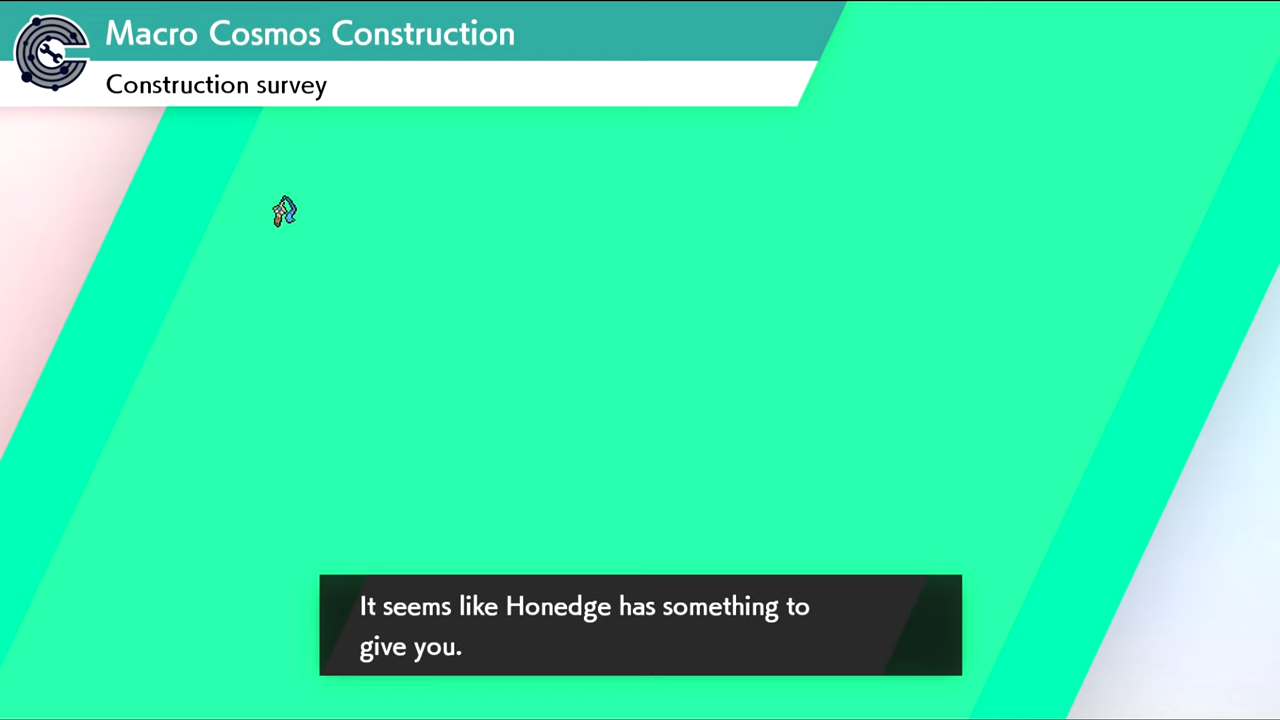 Macro Cosmos Construction
Construction survey
It seems like Honedge has something to
give you.